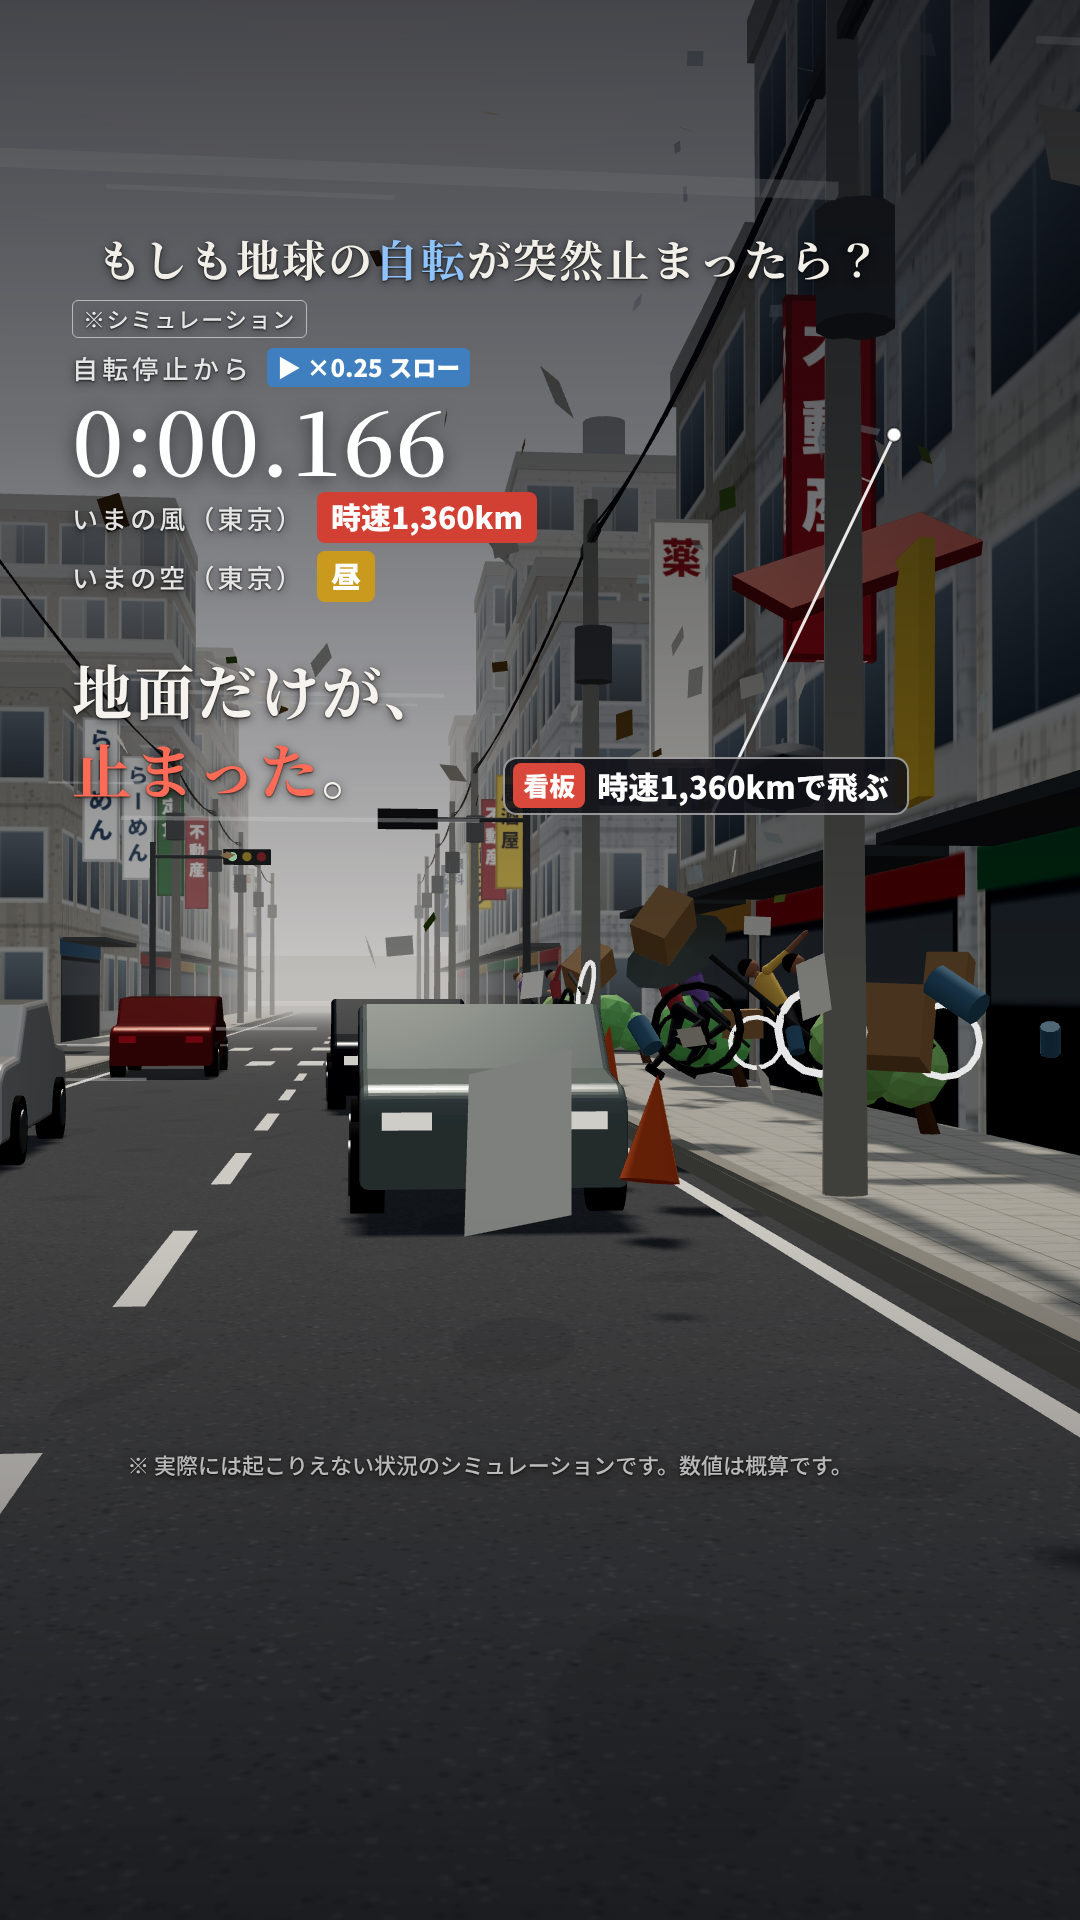 もしも地球の自転が突然止まったら？
※シミュレーション
自転停止から ▶ ×0.25 スロー
0:00.166
いまの風（東京） 時速1,360km
いまの空（東京） 昼
地面だけが、
止まった。
看板 時速1,360kmで飛ぶ
薬
らーめん
不動産
※ 実際には起こりえない状況のシミュレーションです。数値は概算です。